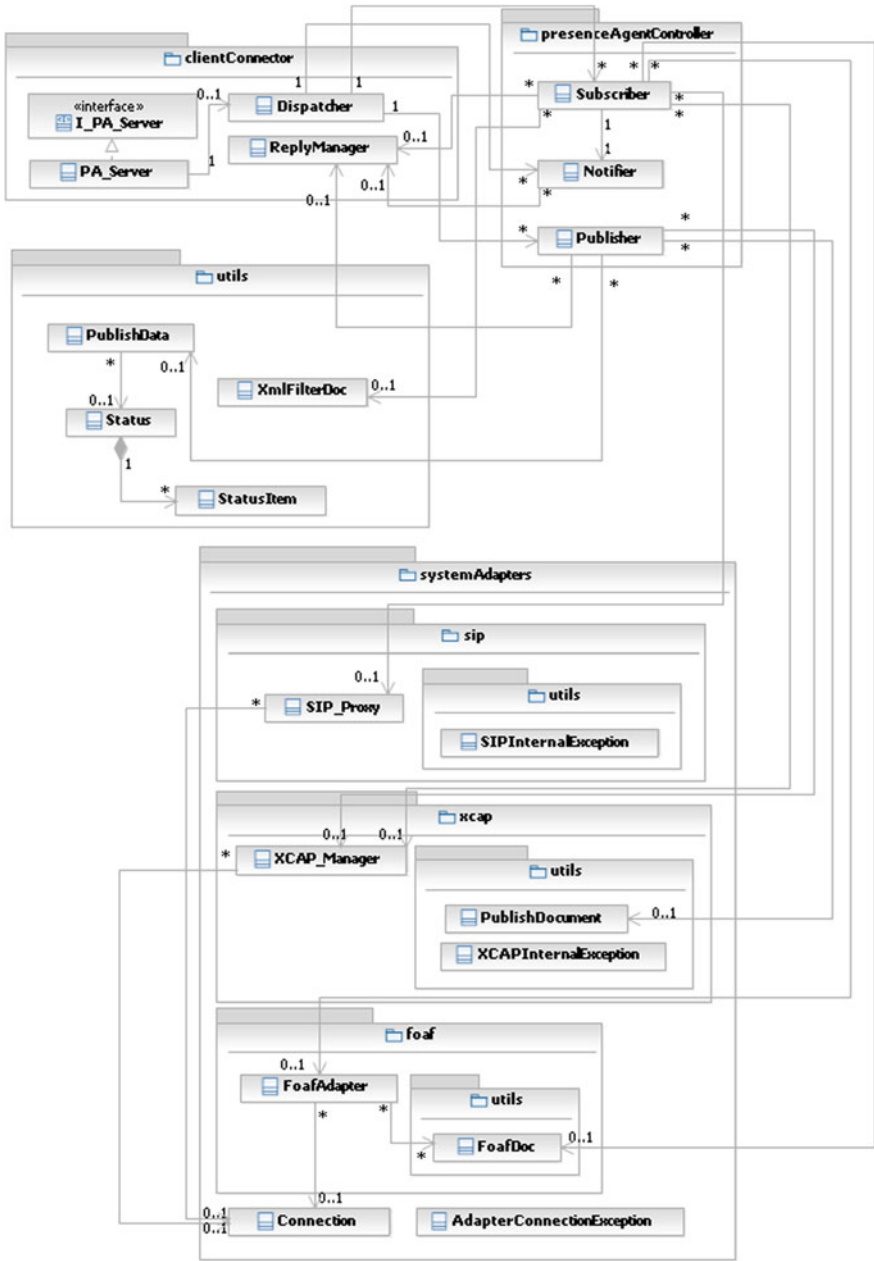 clientConnector
«interface»
I_PA_Server
PA_Server
0..1
1
Dispatcher
1
1
1
ReplyManager
0..1
0..1
0..1
presenceAgentController
*
*
*
*
Subscriber
*
*
*
*
1
1
*
Notifier
*
*
Publisher
*
*
*
*
utils
PublishData
*
0..1
0..1
Status
1
*
StatusItem
XmlFilterDoc
0..1
systemAdapters
sip
0..1
*
SIP_Proxy
utils
SIPInternalException
xcap
0..1
0..1
*
XCAP_Manager
utils
PublishDocument
0..1
XCAPInternalException
foaf
0..1
FoafAdapter
*
*
utils
*
FoafDoc
0..1
0..1
0..1
0..1
Connection
AdapterConnectionException